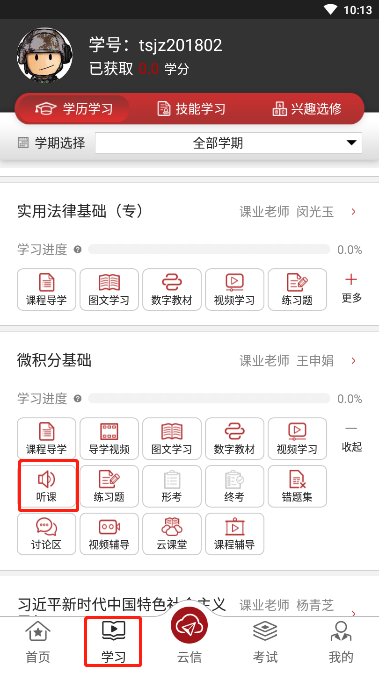 10:13
学号：tsjz201802
已获取 0.0 学分
学历学习 技能学习 兴趣选修
学期选择 全部学期
实用法律基础（专） 课业老师 闵光玉
学习进度 ? 0.0%
课程导学 图文学习 数字教材 视频学习 练习题 更多
微积分基础 课业老师 王申娟
学习进度 ? 0.0%
课程导学 导学视频 图文学习 数字教材 视频学习 收起
听课 练习题 形考 终考 错题集
讨论区 视频辅导 云课堂 课程辅导
习近平新时代中国特色社会主义 课业老师 杨青芝
首页 学习 云信 考试 我的